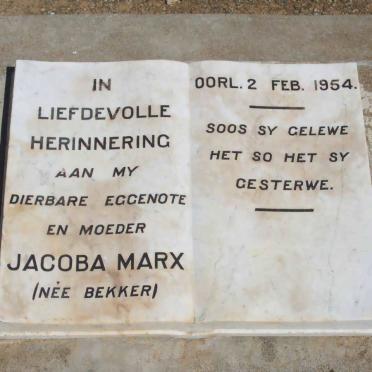 IN
LIEFDEVOLLE
HERINNERING
AAN MY
DIERBARE EGGENOTE
EN MOEDER
JACOBA MARX
(NÉE BEKKER)
OORL. 2 FEB. 1954.
SOOS SY GELEWE
HET SO HET SY
GESTERWE.